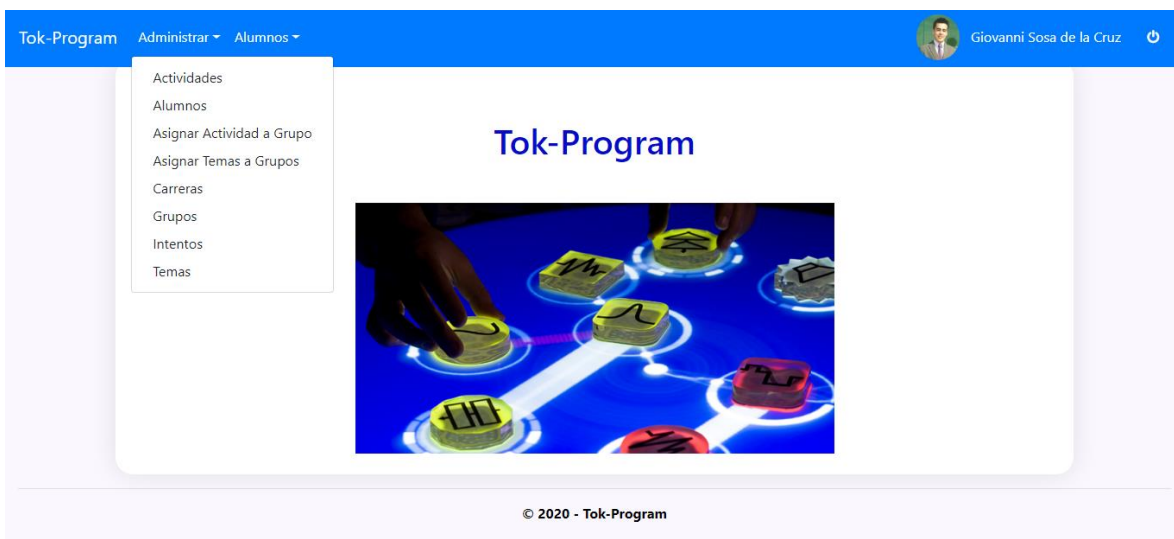 Tok-Program Administrar Alumnos Giovanni Sosa de la Cruz
Actividades
Alumnos
Asignar Actividad a Grupo
Asignar Temas a Grupos
Carreras
Grupos
Intentos
Temas
Tok-Program
© 2020 - Tok-Program